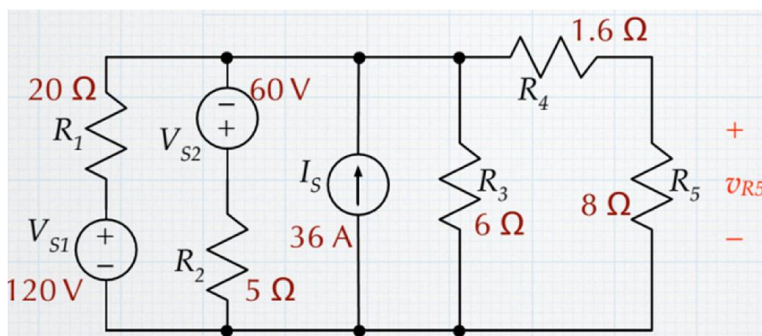 1.6 Ω
20 Ω
− 60 V
R4
R1
+
VS2
+
IS
R3
R5
vR5
VS1
+
8 Ω
6 Ω
36 A
−
−
R2
120 V
5 Ω